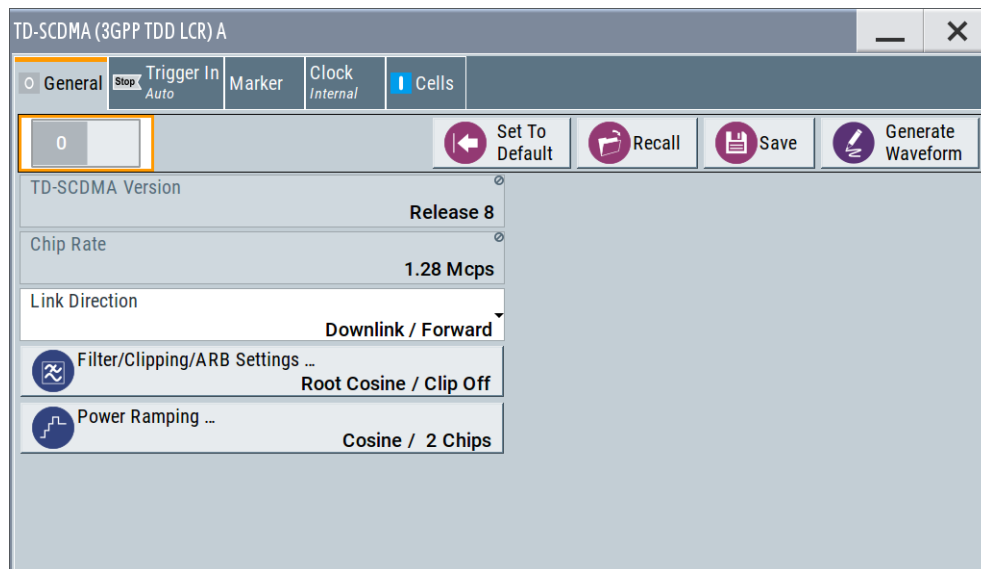 TD-SCDMA (3GPP TDD LCR) A
0 General
Stop Trigger In
Auto
Marker
Clock
Internal
I Cells
0
Set To
Default
Recall
Save
Generate
Waveform
TD-SCDMA Version
Release 8
Chip Rate
1.28 Mcps
Link Direction
Downlink / Forward
Filter/Clipping/ARB Settings ...
Root Cosine / Clip Off
Power Ramping ...
Cosine / 2 Chips